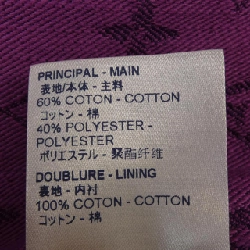 PRINCIPAL - MAIN
表地/本体 - 主料
60% COTON - COTTON
コットン - 棉
40% POLYESTER -
POLYESTER
ポリエステル - 聚酯纤维
DOUBLURE - LINING
裏地 - 内衬
100% COTON - COTTON
コットン - 棉